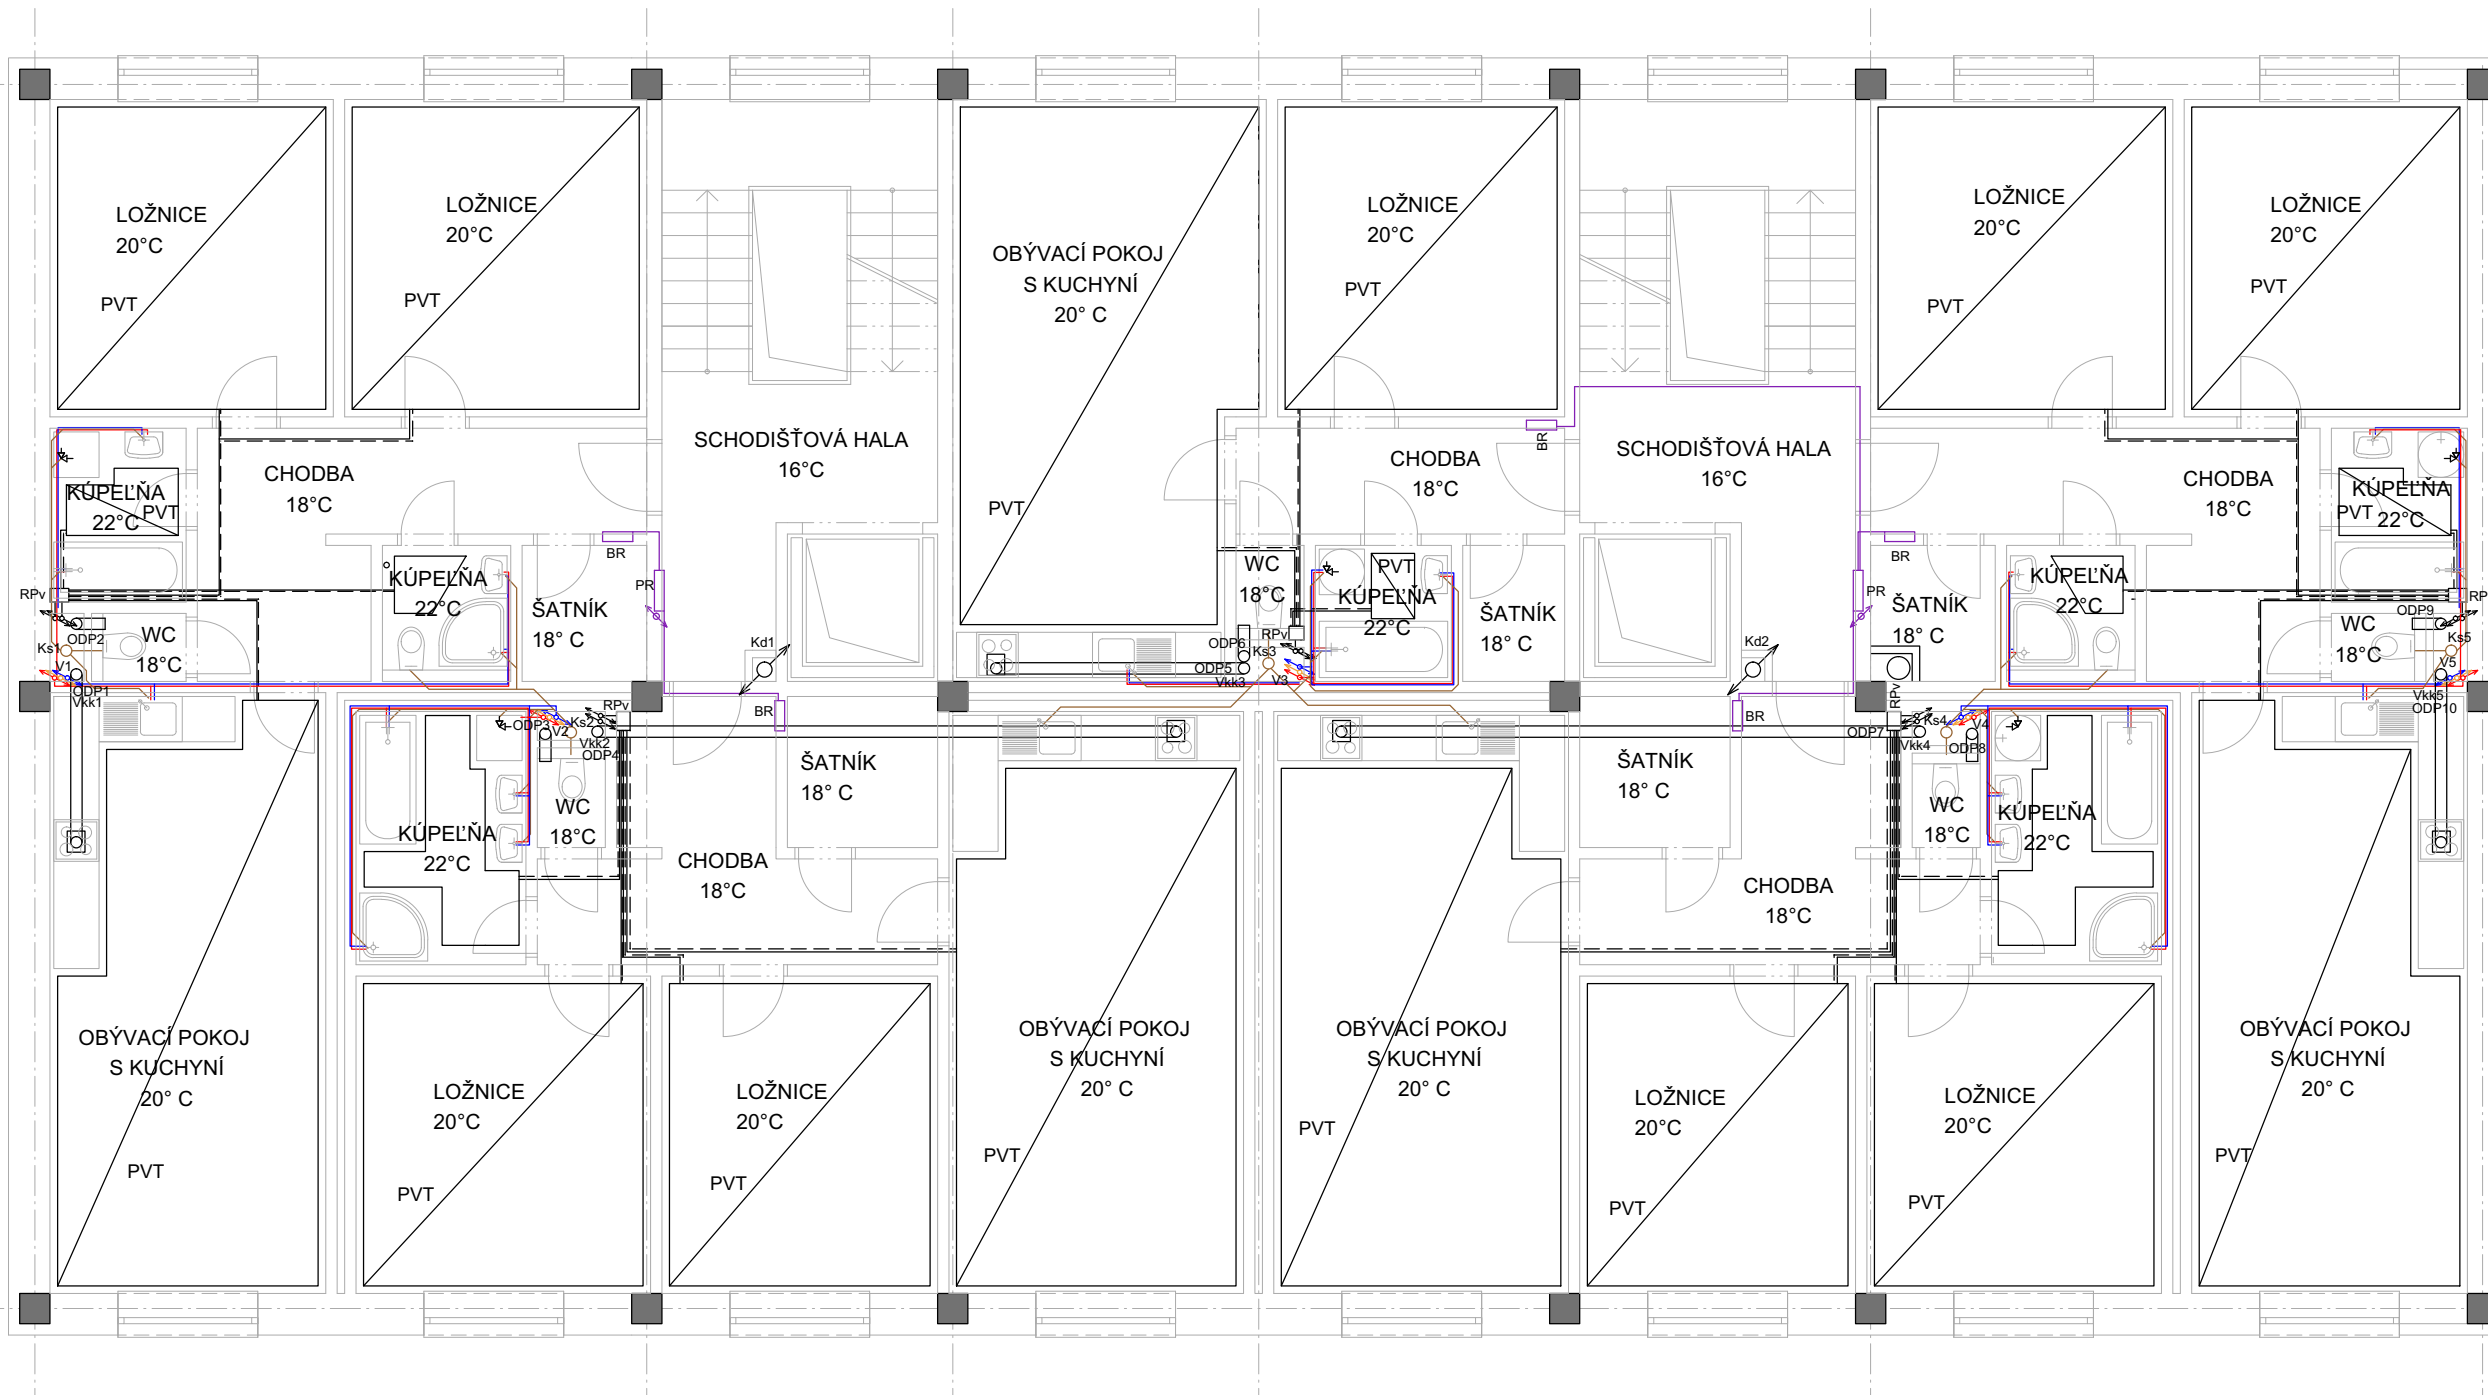 LOŽNICE
20°C
PVT
LOŽNICE
20°C
PVT
OBÝVACÍ POKOJ
S KUCHYNÍ
20° C
PVT
LOŽNICE
20°C
PVT
LOŽNICE
20°C
PVT
LOŽNICE
20°C
PVT
SCHODIŠŤOVÁ HALA
16°C
SCHODIŠŤOVÁ HALA
16°C
CHODBA
18°C
CHODBA
18°C
CHODBA
18°C
KÚPEĽŇA
22°C
PVT
KÚPEĽŇA
22°C
ŠATNÍK
18° C
BR
PR
Kd1
WC
18°C
RPv
ODP2
Ks1
V1
ODP1
Vkk1
WC
18°C
ODP6
RPv
Ks3
ODP5
Vkk3
V3
PVT
KÚPEĽŇA
22°C
ŠATNÍK
18° C
BR
Kd2
BR
PR
ŠATNÍK
18° C
KÚPEĽŇA
22°C
KÚPEĽŇA
PVT
22°C
RP
ODP9
WC
18°C
Ks5
V5
Vkk5
ODP10
RPv
ODP3
V2
Ks2
Vkk2
ODP4
BR
BR
RPv
ODP7
Vkk4
Ks4
V4
ODP8
KÚPEĽŇA
22°C
WC
18°C
CHODBA
18°C
ŠATNÍK
18° C
ŠATNÍK
18° C
CHODBA
18°C
WC
18°C
KÚPEĽŇA
22°C
OBÝVACÍ POKOJ
S KUCHYNÍ
20° C
PVT
LOŽNICE
20°C
PVT
LOŽNICE
20°C
PVT
OBÝVACÍ POKOJ
S KUCHYNÍ
20° C
PVT
OBÝVACÍ POKOJ
S KUCHYNÍ
20° C
PVT
LOŽNICE
20°C
PVT
LOŽNICE
20°C
PVT
OBÝVACÍ POKOJ
S KUCHYNÍ
20° C
PVT